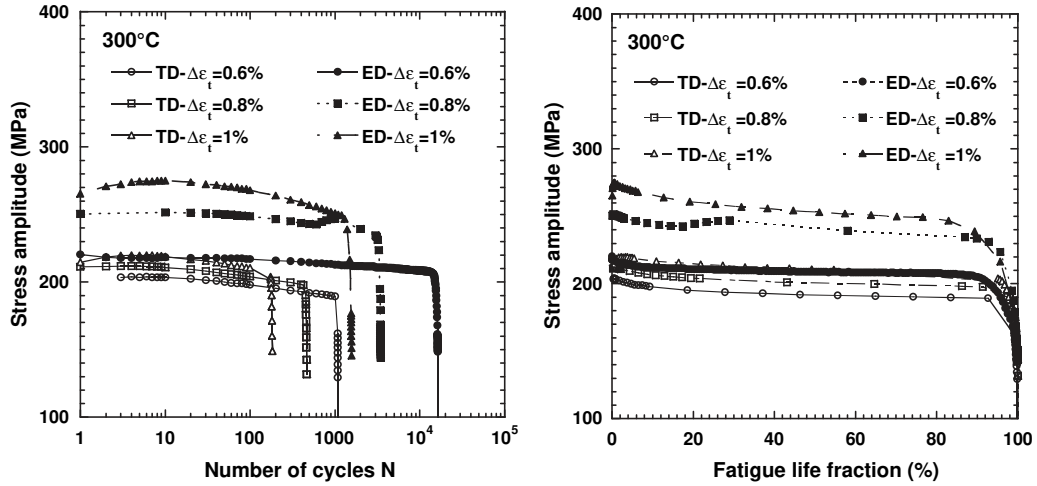 400
300
200
100
Stress amplitude (MPa)
300°C
TD-Δε_t=0.6%
TD-Δε_t=0.8%
TD-Δε_t=1%
ED-Δε_t=0.6%
ED-Δε_t=0.8%
ED-Δε_t=1%
1 10 100 1000 10^4 10^5
Number of cycles N
400
300
200
100
Stress amplitude (MPa)
300°C
TD-Δε_t=0.6%
TD-Δε_t=0.8%
TD-Δε_t=1%
ED-Δε_t=0.6%
ED-Δε_t=0.8%
ED-Δε_t=1%
0 20 40 60 80 100
Fatigue life fraction (%)